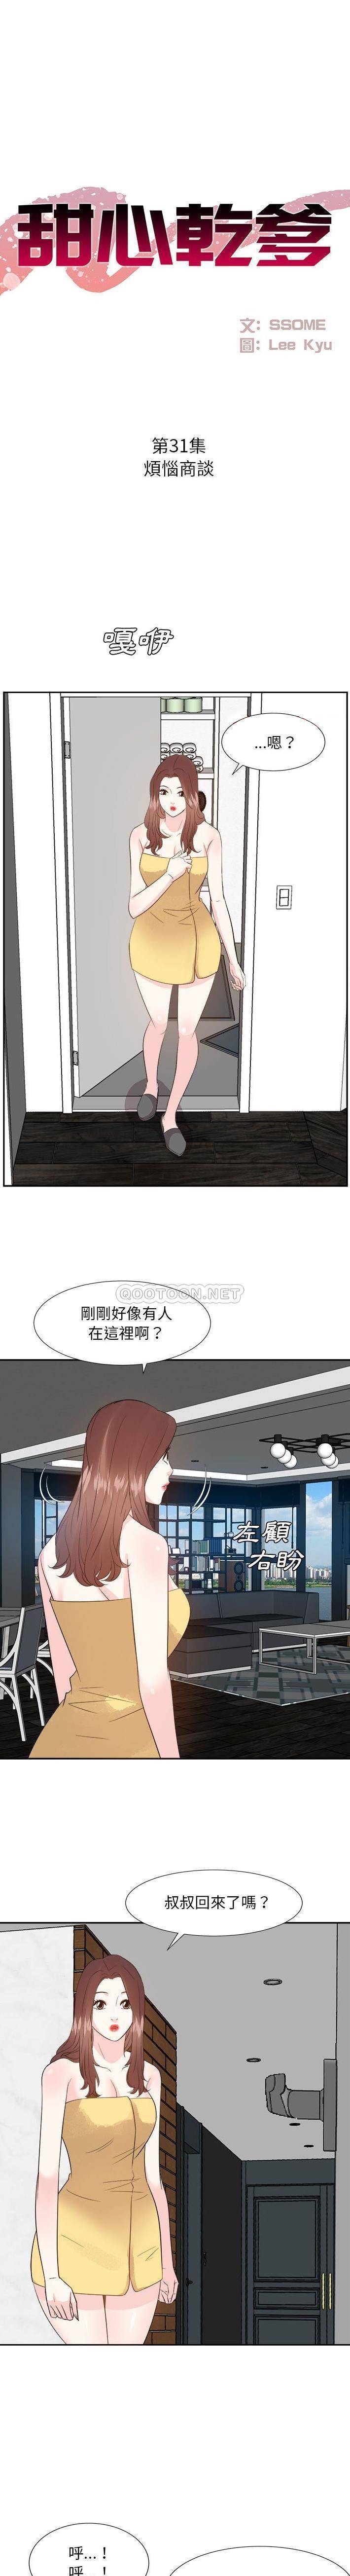 甜心乾爹
文: SSOME
圖: Lee Kyu
第31集
煩惱商談
嘎咿
...嗯？
QOOTOON.NET
剛剛好像有人
在這裡啊？
左顧
右盼
叔叔回來了嗎？
呼...！
呼...！